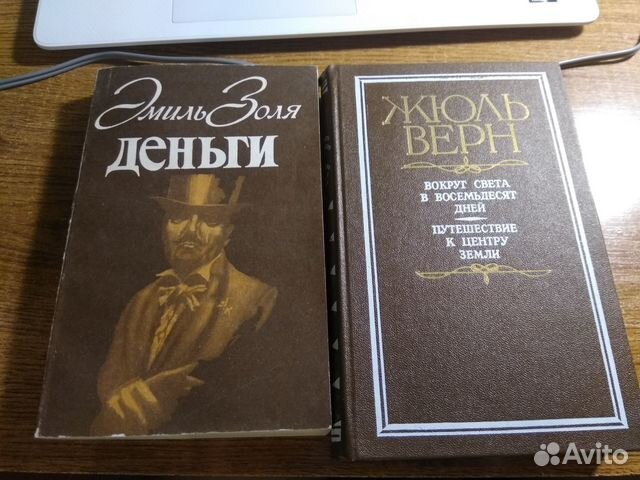 Эмиль Золя
ДЕНЬГИ
ЖЮЛЬ
ВЕРН
ВОКРУГ СВЕТА
В ВОСЕМЬДЕСЯТ
ДНЕЙ
ПУТЕШЕСТВИЕ
К ЦЕНТРУ
ЗЕМЛИ
Avito